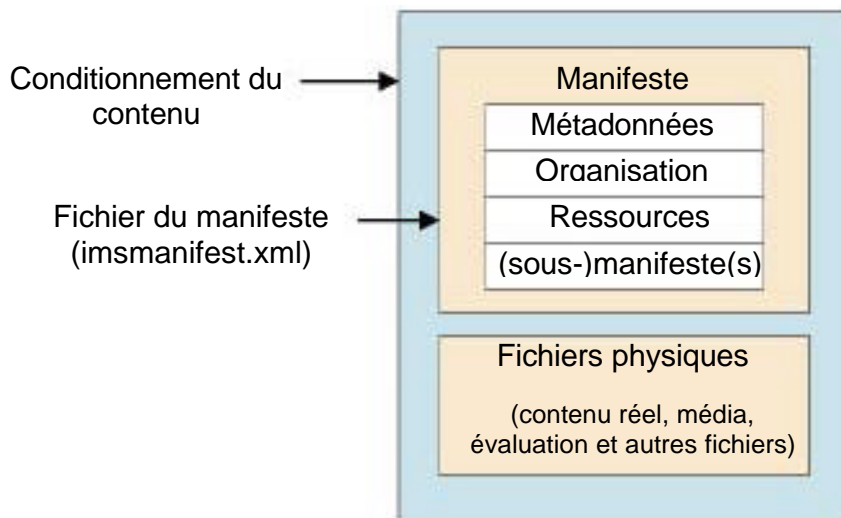 Conditionnement du
contenu
Fichier du manifeste
(imsmanifest.xml)
Manifeste
Métadonnées
Organisation
Ressources
(sous-)manifeste(s)
Fichiers physiques
(contenu réel, média,
évaluation et autres fichiers)